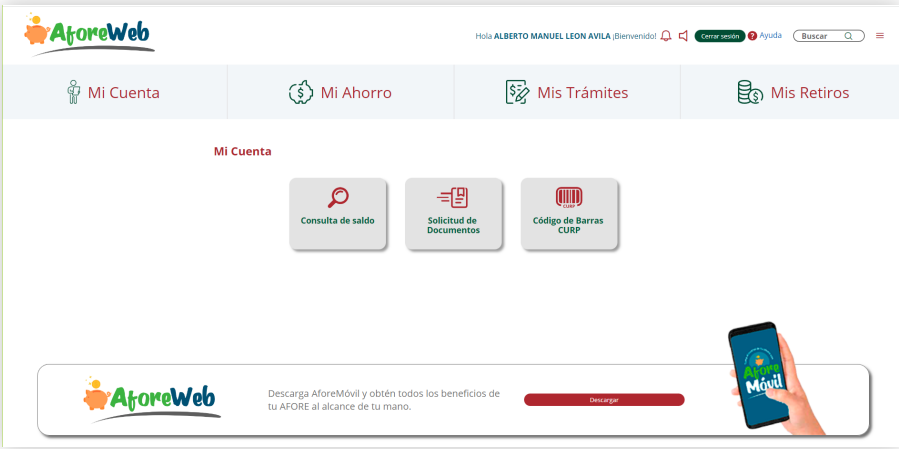 AforeWeb
Hola ALBERTO MANUEL LEON AVILA ¡Bienvenido!
Cerrar sesión
? Ayuda
Buscar
Mi Cuenta
Mi Ahorro
Mis Trámites
Mis Retiros
Mi Cuenta
Consulta de saldo
Solicitud de
Documentos
CURP
Código de Barras
CURP
AforeWeb
Descarga AforeMóvil y obtén todos los beneficios de
tu AFORE al alcance de tu mano.
Descargar
Afore
Móvil